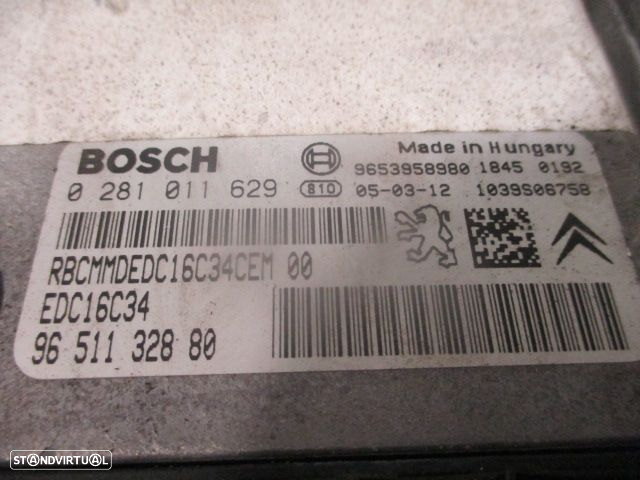 BOSCH
Made in Hungary
9653958980 1845 0192
0 281 011 629 810 05-03-12 1039S06758
RBCMMDEDC16C34CEM 00
EDC16C34
96 511 328 80
STANDVIRTUAL